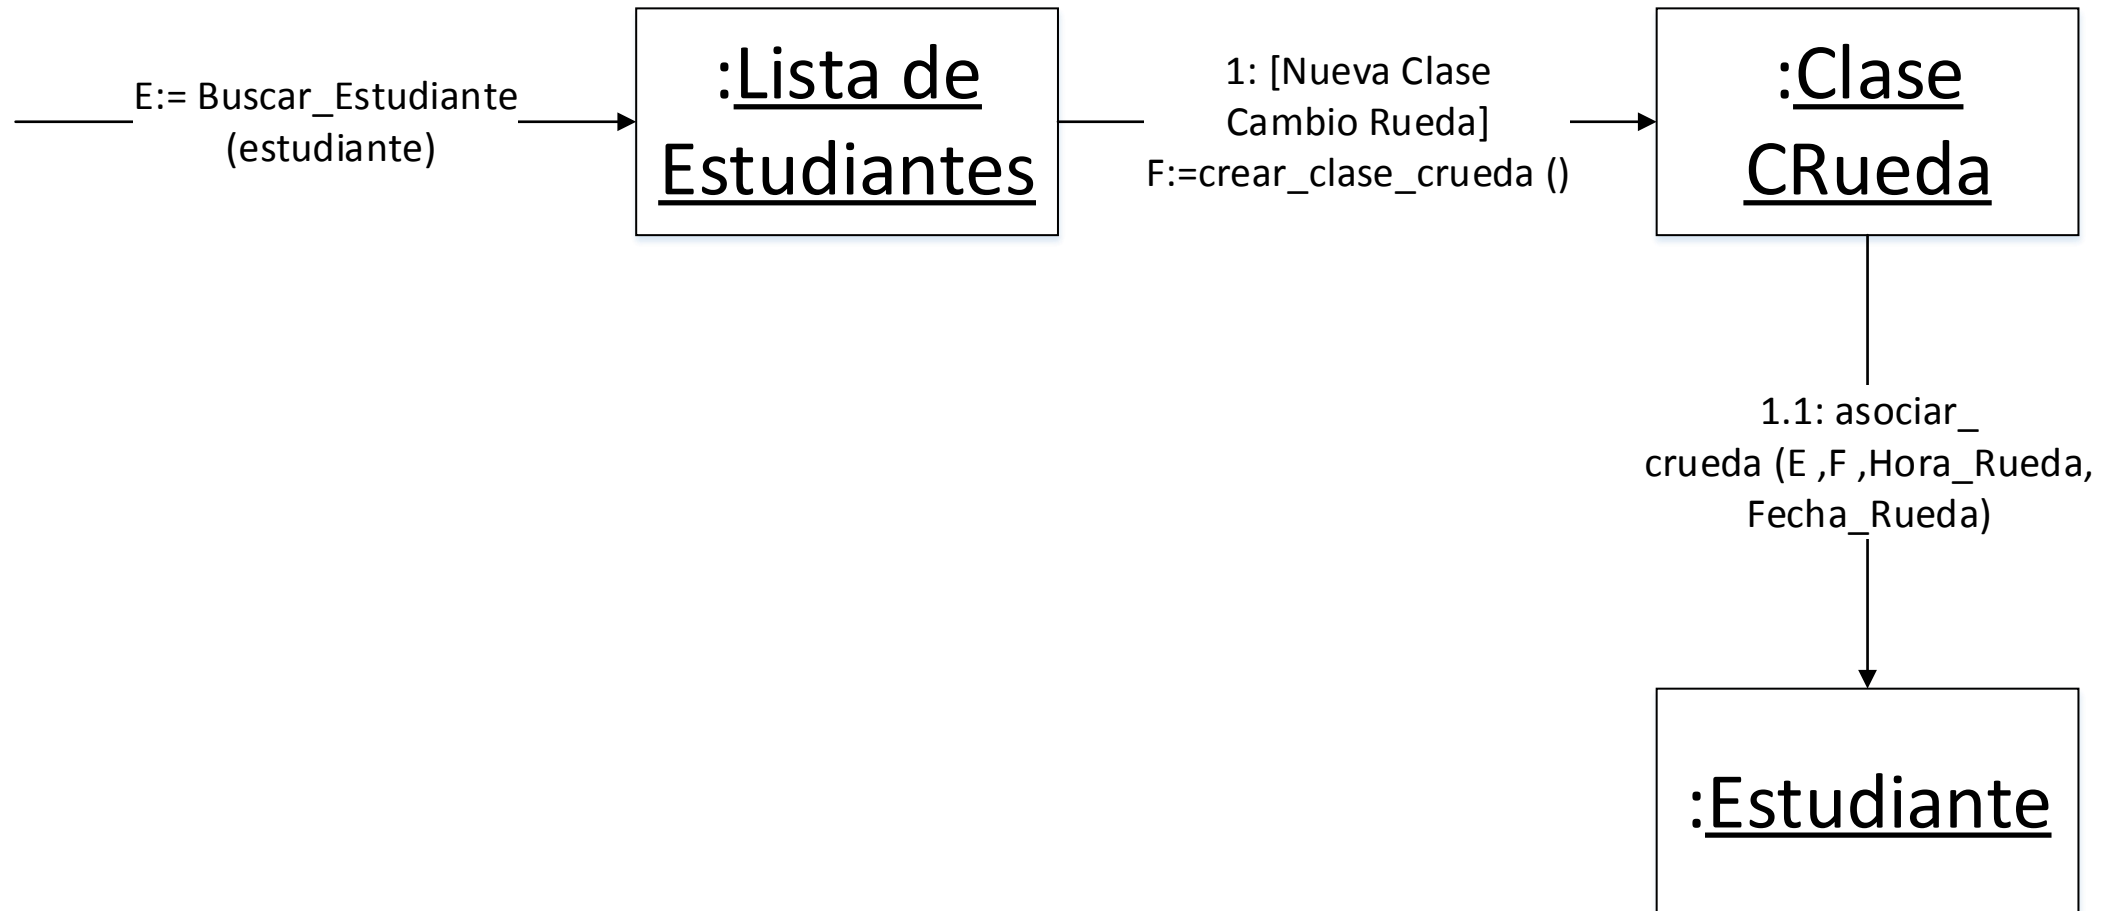 E:= Buscar_Estudiante
(estudiante)
:Lista de
Estudiantes
1: [Nueva Clase
Cambio Rueda]
F:=crear_clase_crueda ()
:Clase
CRueda
1.1: asociar_
crueda (E ,F ,Hora_Rueda,
Fecha_Rueda)
:Estudiante